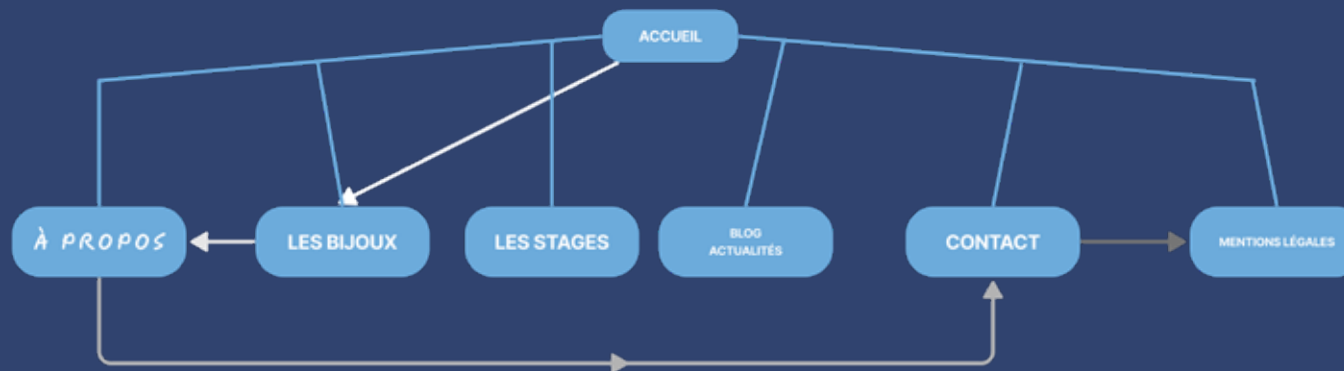 ACCUEIL
À PROPOS
LES BIJOUX
LES STAGES
BLOG
ACTUALITÉS
CONTACT
MENTIONS LÉGALES